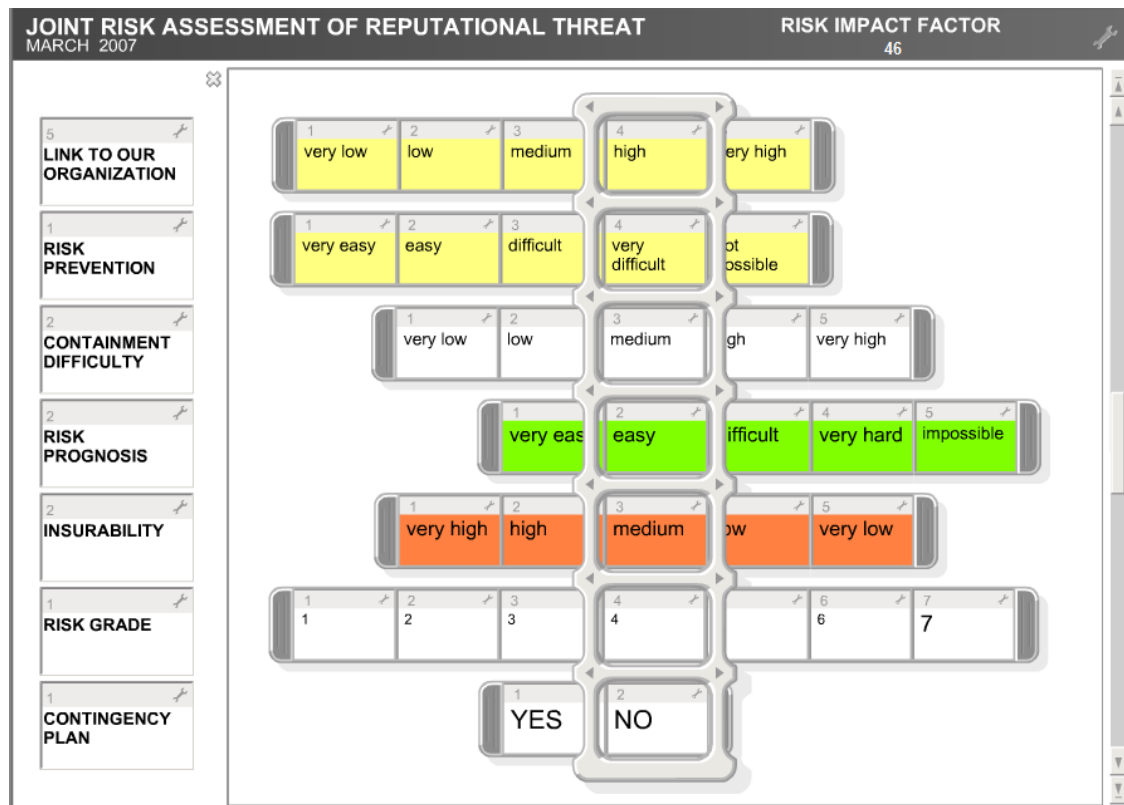 JOINT RISK ASSESSMENT OF REPUTATIONAL THREAT
MARCH 2007
RISK IMPACT FACTOR
46
5
LINK TO OUR
ORGANIZATION
1 2 3 4
very low low medium high ery high
1
RISK
PREVENTION
1 2 3 4
very easy easy difficult very
difficult
ot
ossible
2
CONTAINMENT
DIFFICULTY
1 2 3 5
very low low medium gh very high
2
RISK
PROGNOSIS
1 2 4 5
very eas easy ifficult very hard impossible
2
INSURABILITY
1 2 3 5
very high high medium ow very low
1
RISK GRADE
1 2 3 4 6 7
1 2 3 4 6 7
1
CONTINGENCY
PLAN
1 2
YES NO